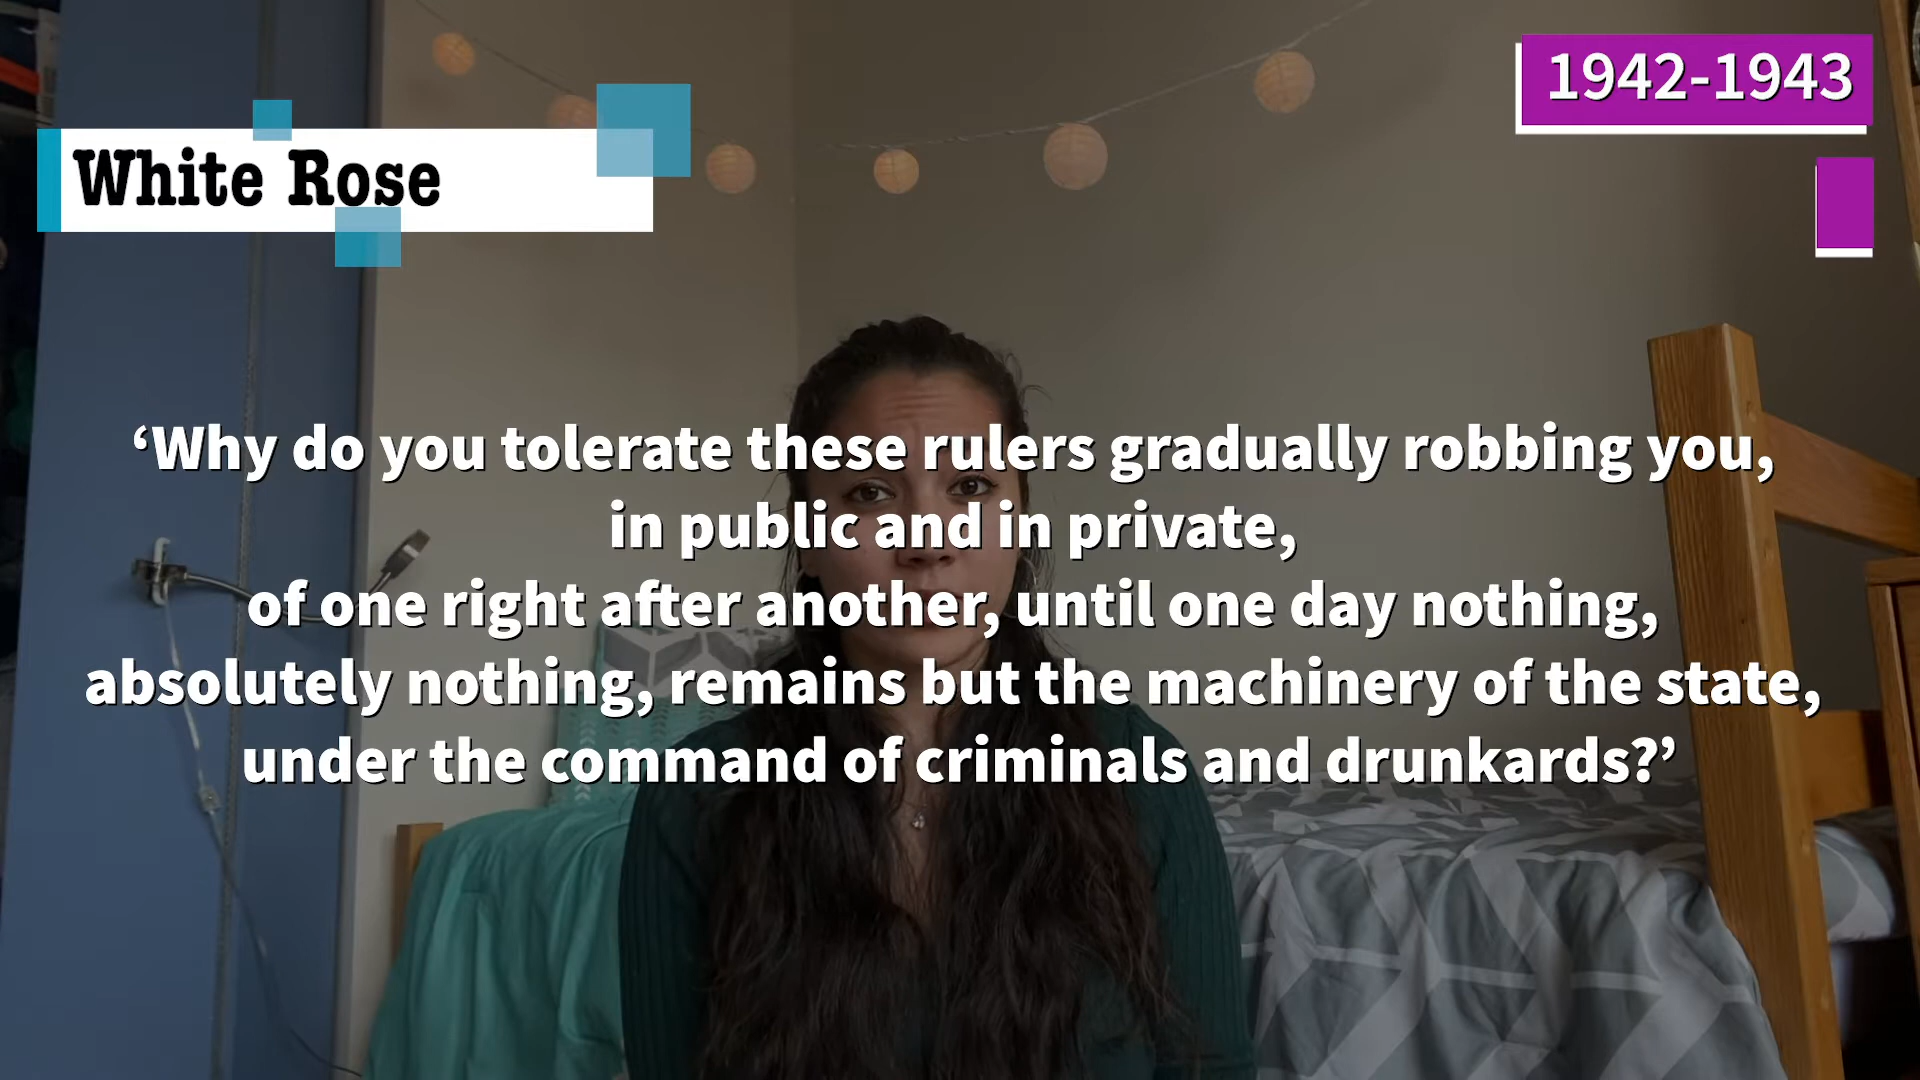 White Rose
1942-1943
‘Why do you tolerate these rulers gradually robbing you,
in public and in private,
of one right after another, until one day nothing,
absolutely nothing, remains but the machinery of the state,
under the command of criminals and drunkards?’